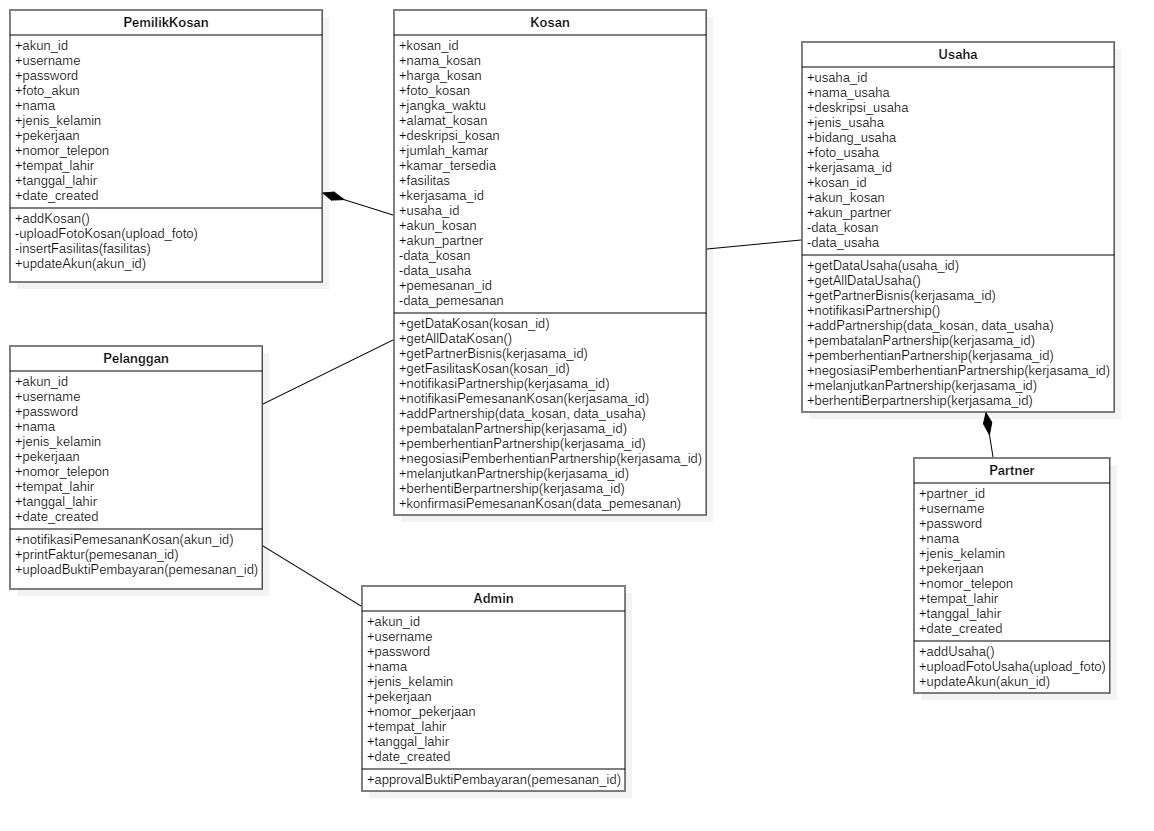 PemilikKosan
+akun_id
+username
+password
+foto_akun
+nama
+jenis_kelamin
+pekerjaan
+nomor_telepon
+tempat_lahir
+tanggal_lahir
+date_created
+addKosan()
-uploadFotoKosan(upload_foto)
-insertFasilitas(fasilitas)
+updateAkun(akun_id)
Kosan
+kosan_id
+nama_kosan
+harga_kosan
+foto_kosan
+jangka_waktu
+alamat_kosan
+deskripsi_kosan
+jumlah_kamar
+kamar_tersedia
+fasilitas
+kerjasama_id
+usaha_id
+akun_kosan
+akun_partner
-data_kosan
-data_usaha
+pemesanan_id
-data_pemesanan
+getDataKosan(kosan_id)
+getAllDataKosan()
+getPartnerBisnis(kerjasama_id)
+getFasilitasKosan(kosan_id)
+notifikasiPartnership(kerjasama_id)
+notifikasiPemesananKosan(kerjasama_id)
+addPartnership(data_kosan, data_usaha)
+pembatalanPartnership(kerjasama_id)
+pemberhentianPartnership(kerjasama_id)
+negosiasiPemberhentianPartnership(kerjasama_id)
+melanjutkanPartnership(kerjasama_id)
+berhentiBerpartnership(kerjasama_id)
+konfirmasiPemesananKosan(data_pemesanan)
Usaha
+usaha_id
+nama_usaha
+deskripsi_usaha
+jenis_usaha
+bidang_usaha
+foto_usaha
+kerjasama_id
+kosan_id
+akun_kosan
+akun_partner
-data_kosan
-data_usaha
+getDataUsaha(usaha_id)
+getAllDataUsaha()
+getPartnerBisnis(kerjasama_id)
+notifikasiPartnership()
+addPartnership(data_kosan, data_usaha)
+pembatalanPartnership(kerjasama_id)
+pemberhentianPartnership(kerjasama_id)
+negosiasiPemberhentianPartnership(kerjasama_id)
+melanjutkanPartnership(kerjasama_id)
+berhentiBerpartnership(kerjasama_id)
Pelanggan
+akun_id
+username
+password
+nama
+jenis_kelamin
+pekerjaan
+nomor_telepon
+tempat_lahir
+tanggal_lahir
+date_created
+notifikasiPemesananKosan(akun_id)
+printFaktur(pemesanan_id)
+uploadBuktiPembayaran(pemesanan_id)
Admin
+akun_id
+username
+password
+nama
+jenis_kelamin
+pekerjaan
+nomor_pekerjaan
+tempat_lahir
+tanggal_lahir
+date_created
+approvalBuktiPembayaran(pemesanan_id)
Partner
+partner_id
+username
+password
+nama
+jenis_kelamin
+pekerjaan
+nomor_telepon
+tempat_lahir
+tanggal_lahir
+date_created
+addUsaha()
+uploadFotoUsaha(upload_foto)
+updateAkun(akun_id)